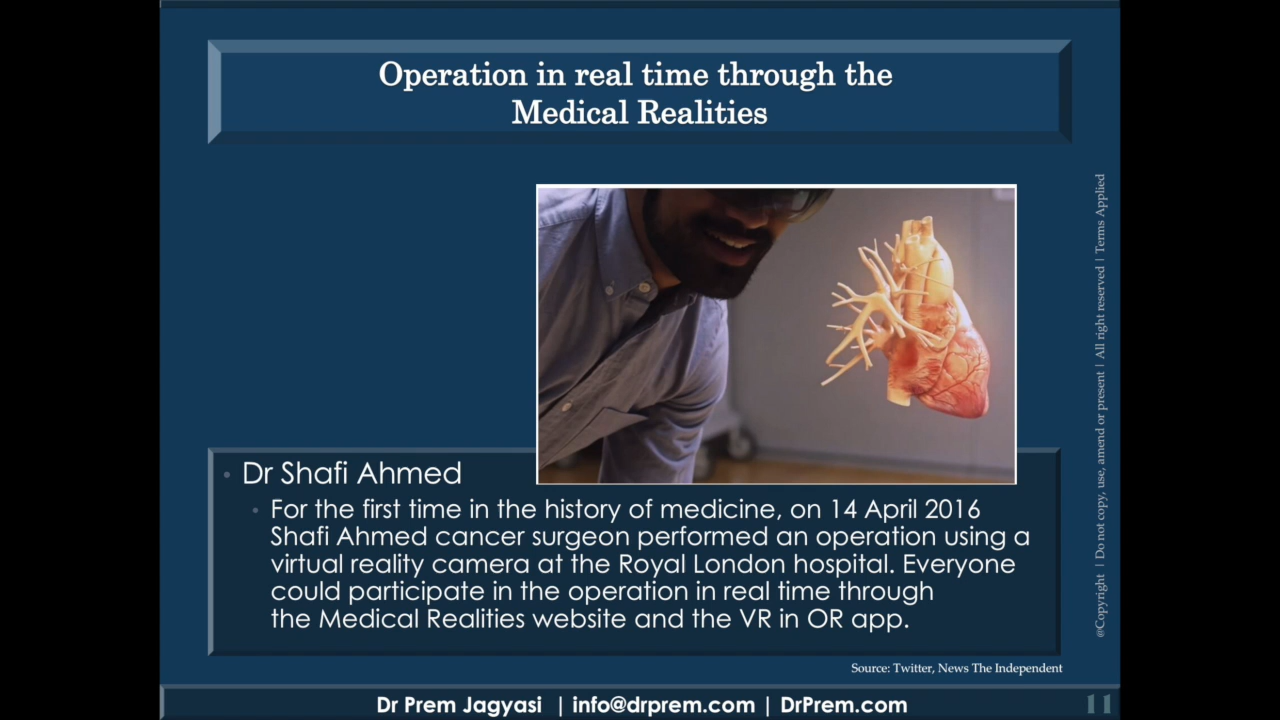 Operation in real time through the
Medical Realities
• Dr Shafi Ahmed
• For the first time in the history of medicine, on 14 April 2016
Shafi Ahmed cancer surgeon performed an operation using a
virtual reality camera at the Royal London hospital. Everyone
could participate in the operation in real time through
the Medical Realities website and the VR in OR app.
Source: Twitter, News The Independent
@Copyright | Do not copy, use, amend or present | All right reserved | Terms Applied
Dr Prem Jagyasi | info@drprem.com | DrPrem.com
11